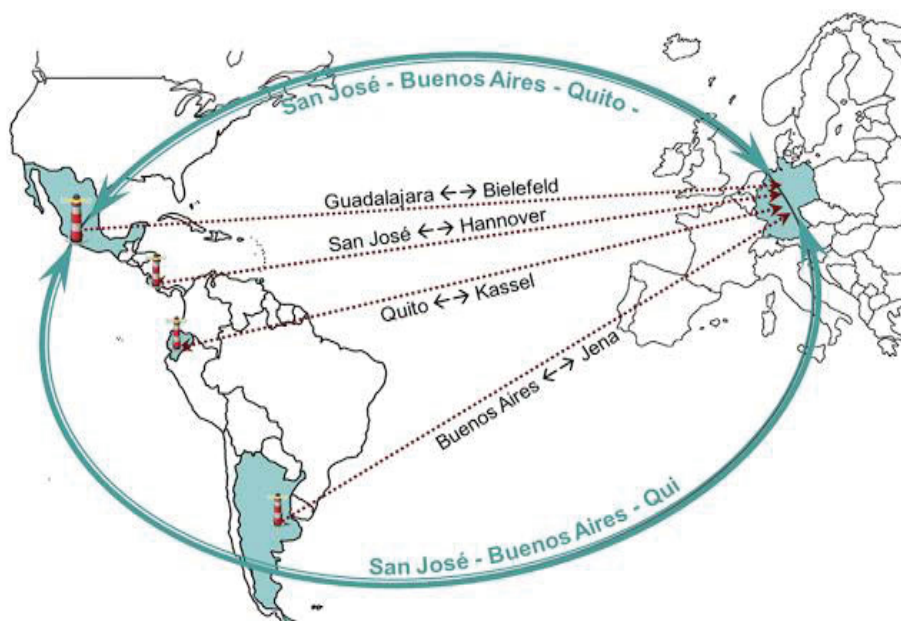 San José - Buenos Aires - Quito -
Guadalajara ←→ Bielefeld
San José ←→ Hannover
Quito ←→ Kassel
Buenos Aires ←→ Jena
San José - Buenos Aires - Qui